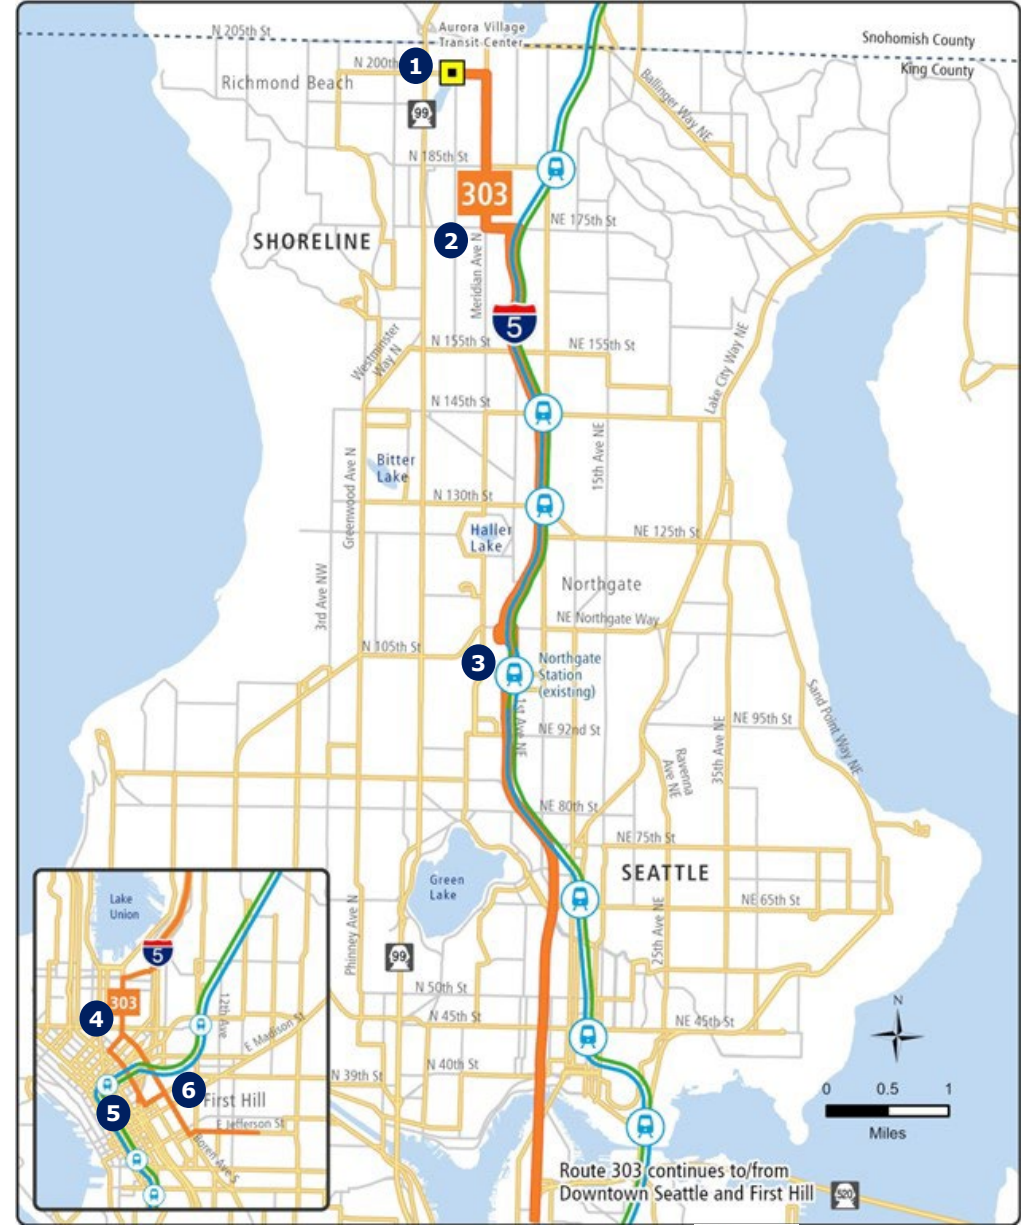 N 205th St
Aurora Village
Transit Center
Snohomish County
King County
1
N 200th
Richmond Beach
99
Ballinger Way NE
N 185th St
303
NE 175th St
SHORELINE
2
Meridian Ave N
5
Westminster
Way N
N 155th St
NE 155th St
Lake City Way NE
N 145th St
15th Ave NE
Greenwood Ave N
Bitter
Lake
N 130th St
Haller
Lake
NE 125th St
3rd Ave NW
Northgate
NE Northgate Way
N 105th St
3
Northgate
Station
(existing)
1st Ave NE
NE 92nd St
35th Ave NE
NE 95th St
Sand Point Way NE
Ravenna
Ave NE
NE 80th St
NE 75th St
SEATTLE
Green
Lake
NE 65th St
Phinney Ave N
25th Ave NE
99
N 50th St
N 45th St
NE 45th St
N 40th St
N 39th St
N
0 0.5 1
Miles
Route 303 continues to/from
Downtown Seattle and First Hill
520
Lake
Union
5
303
4
12th Ave
E Madison St
6
First Hill
5
E Jefferson St
Boren Ave S